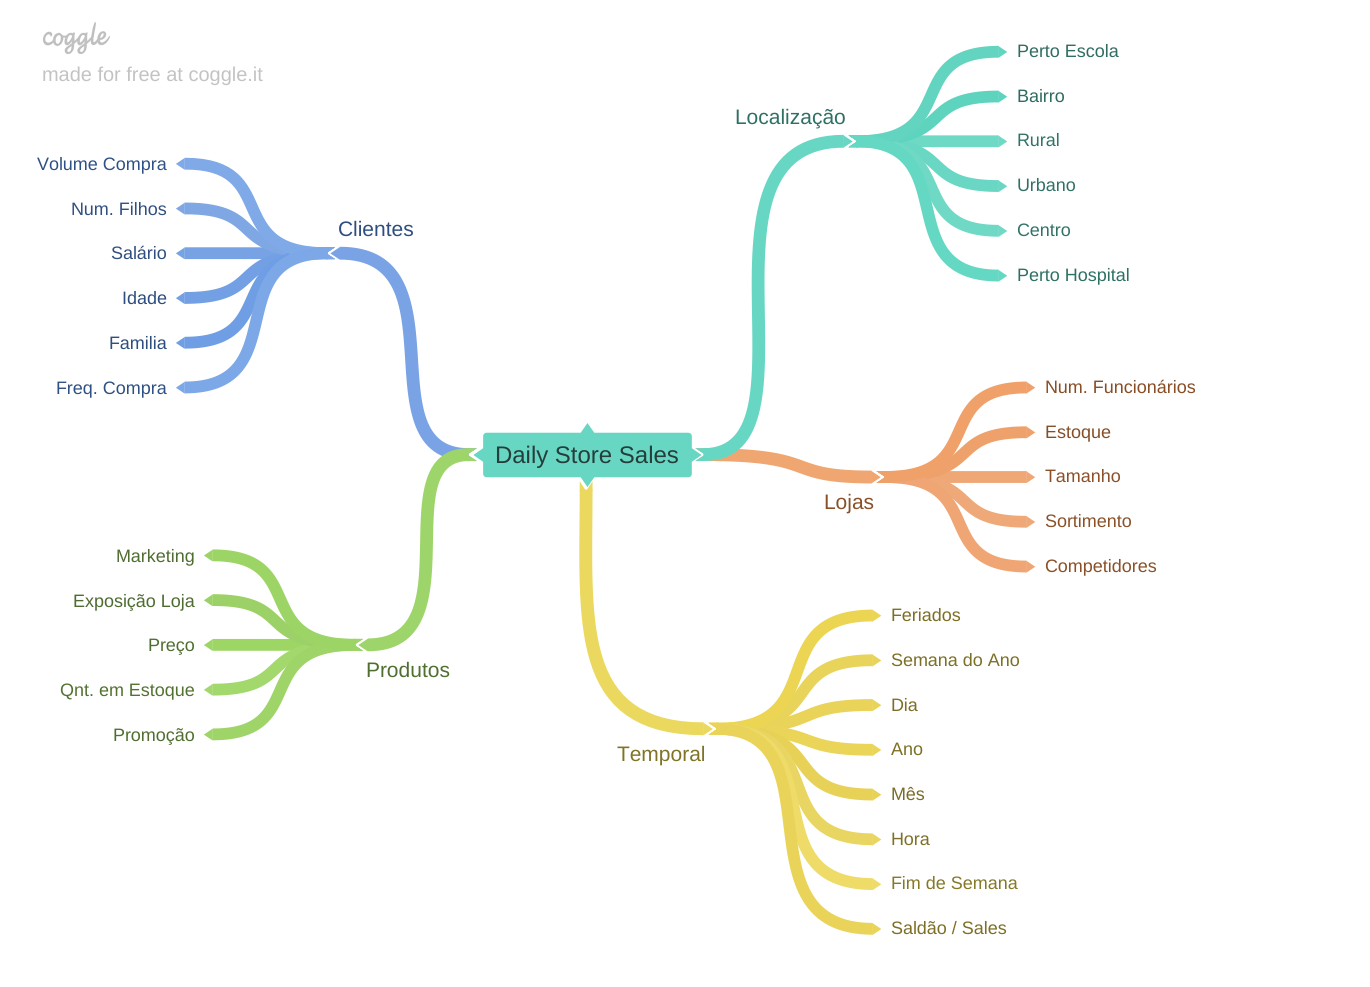 coggle
made for free at coggle.it
Clientes
Volume Compra
Num. Filhos
Salário
Idade
Familia
Freq. Compra
Daily Store Sales
Produtos
Marketing
Exposição Loja
Preço
Qnt. em Estoque
Promoção
Localização
Perto Escola
Bairro
Rural
Urbano
Centro
Perto Hospital
Lojas
Num. Funcionários
Estoque
Tamanho
Sortimento
Competidores
Temporal
Feriados
Semana do Ano
Dia
Ano
Mês
Hora
Fim de Semana
Saldão / Sales